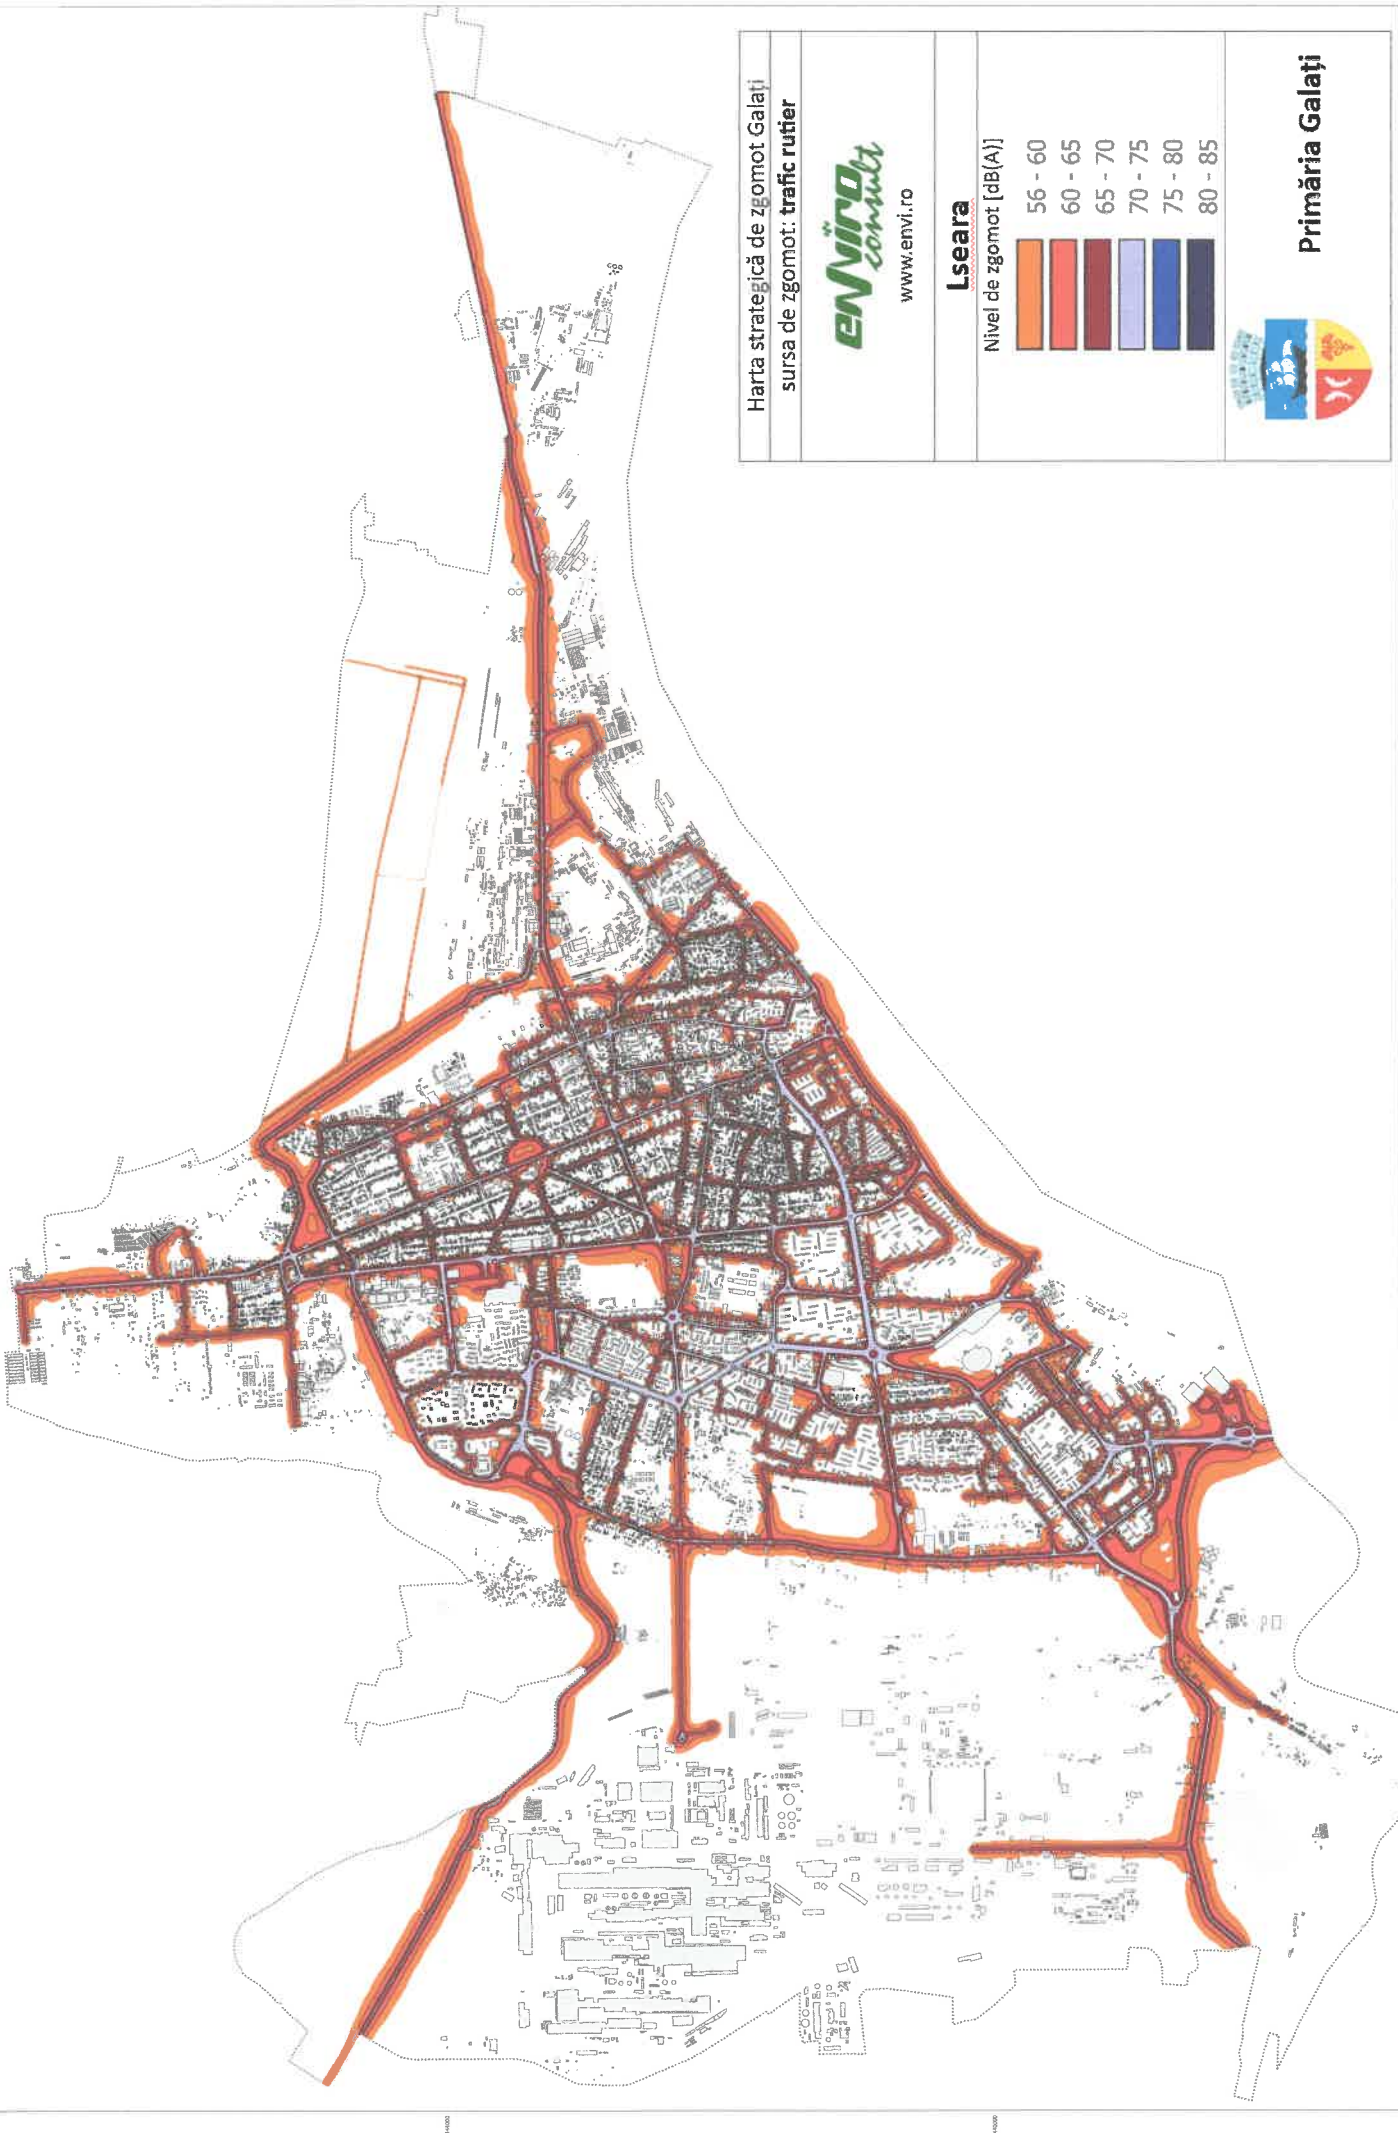 Harta strategică de zgomot Galați
sursa de zgomot: trafic rutier
enviro
consult
www.envi.ro
Lseara
Nivel de zgomot [dB(A)]
56 - 60
60 - 65
65 - 70
70 - 75
75 - 80
80 - 85
Primăria Galați